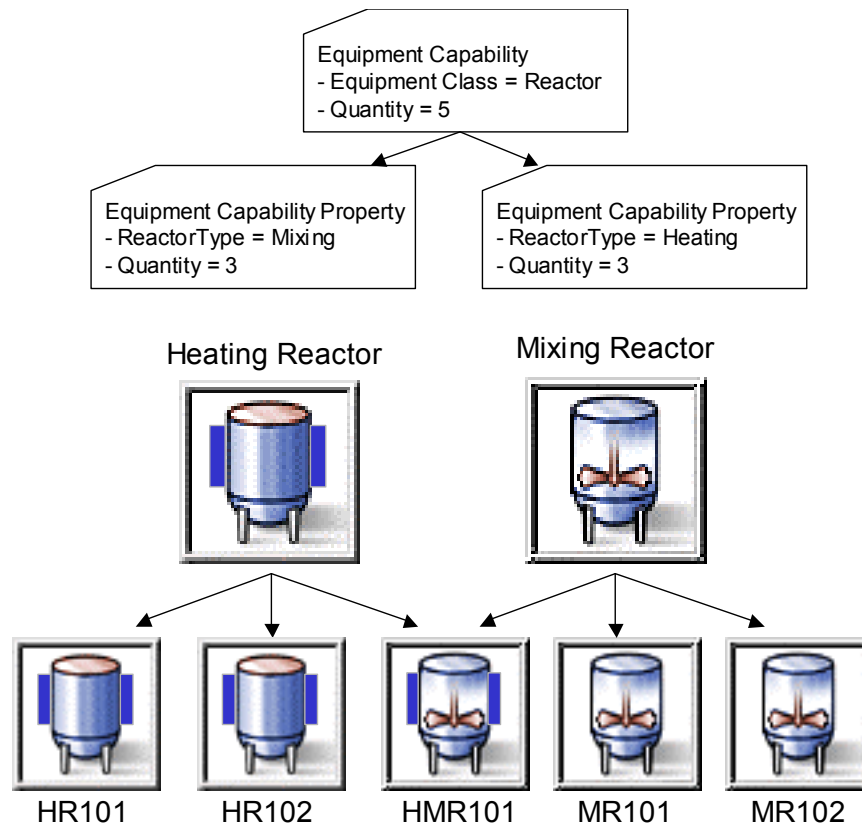 Equipment Capability
- Equipment Class = Reactor
- Quantity = 5
Equipment Capability Property
- ReactorType = Mixing
- Quantity = 3
Equipment Capability Property
- ReactorType = Heating
- Quantity = 3
Heating Reactor
Mixing Reactor
HR101
HR102
HMR101
MR101
MR102